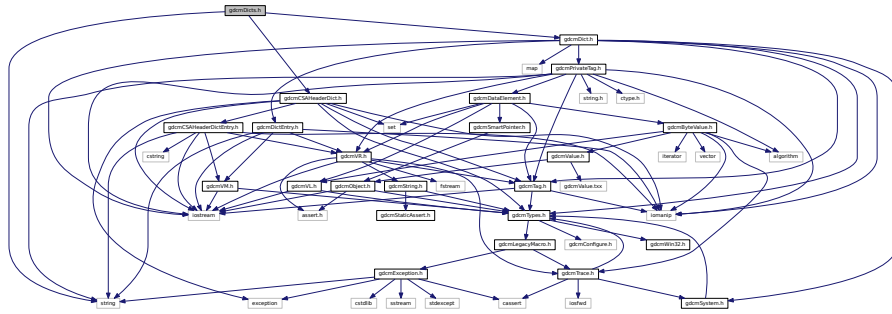 gdcmDicts.h
gdcmDict.h
map
gdcmPrivateTag.h
gdcmCSAHeaderDict.h
gdcmDataElement.h
string.h
ctype.h
gdcmCSAHeaderDictEntry.h
gdcmDictEntry.h
set
gdcmSmartPointer.h
gdcmByteValue.h
cstring
gdcmVR.h
gdcmValue.h
iterator
vector
algorithm
gdcmVM.h
gdcmVL.h
gdcmObject.h
gdcmString.h
fstream
gdcmTag.h
gdcmValue.txx
iostream
assert.h
gdcmStaticAssert.h
gdcmTypes.h
iomanip
gdcmLegacyMacro.h
gdcmConfigure.h
gdcmWin32.h
gdcmException.h
gdcmTrace.h
string
exception
cstdlib
sstream
stdexcept
cassert
iosfwd
gdcmSystem.h